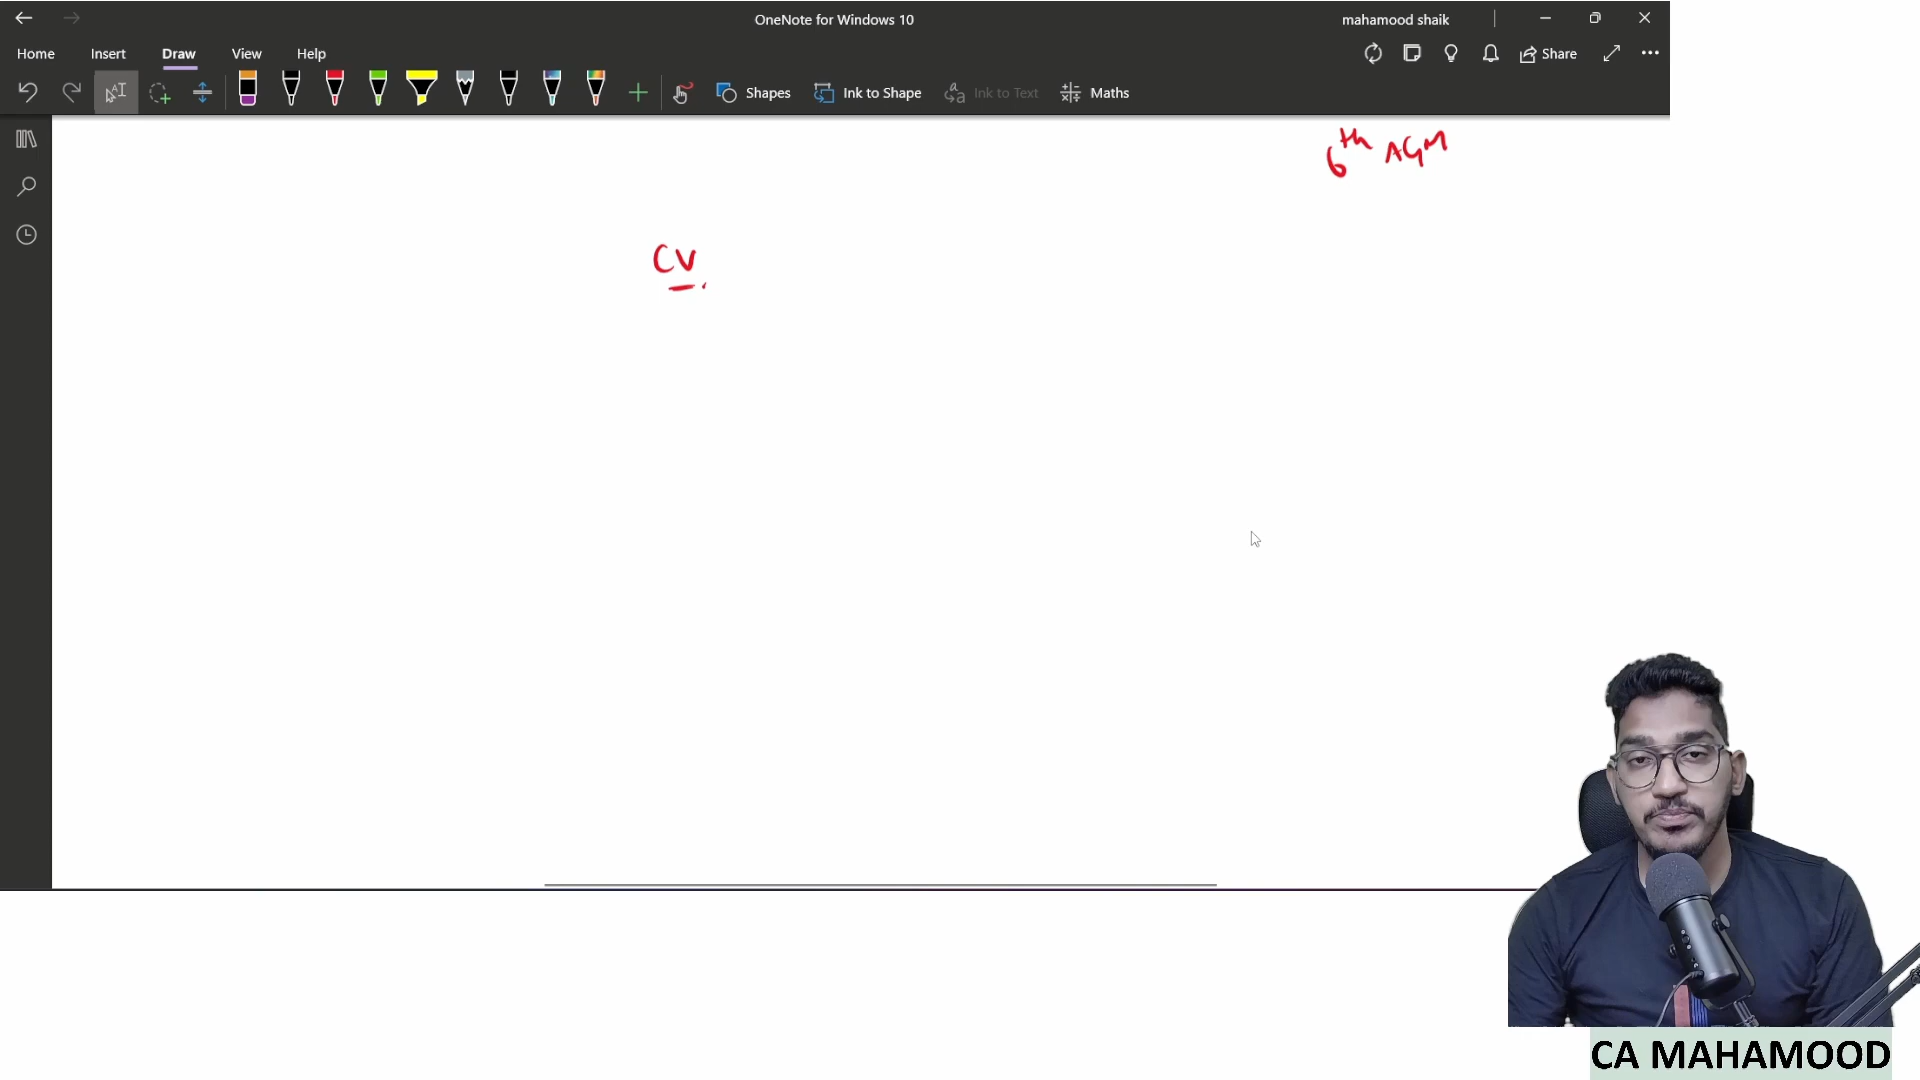 OneNote for Windows 10
mahamood shaik
Home Insert Draw View Help
Share
Shapes Ink to Shape Ink to Text Maths
6th AGM
CV
CA MAHAMOOD